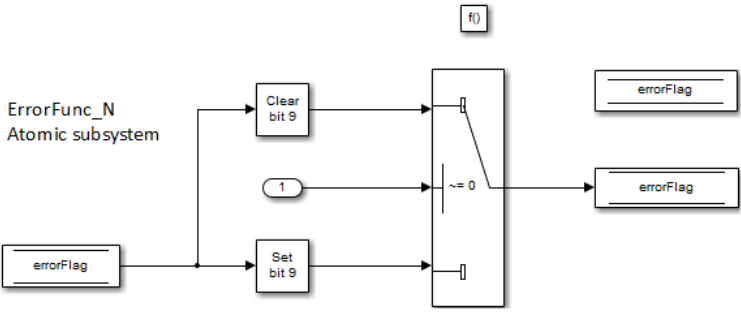 f()
errorFlag
ErrorFunc_N
Atomic subsystem
Clear
bit 9
1
~= 0
errorFlag
errorFlag
Set
bit 9